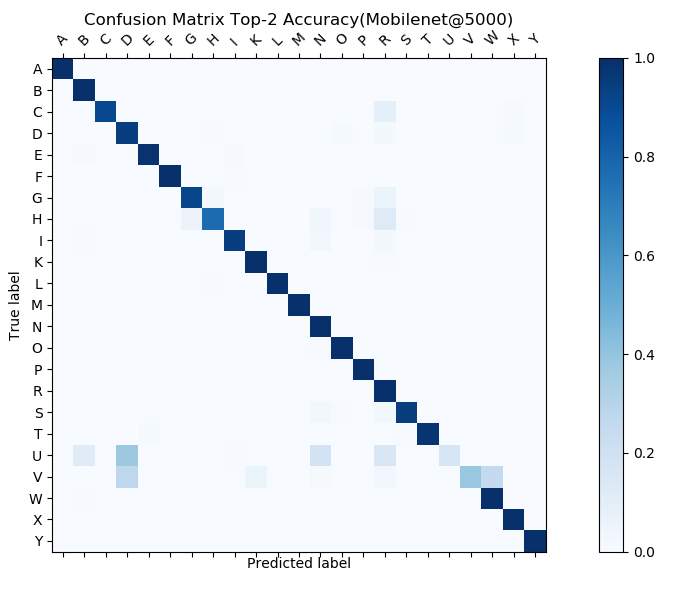 Confusion Matrix Top-2 Accuracy(Mobilenet@5000)
A B C D E F G H I K L M N O P R S T U V W X Y
A
B
C
D
E
F
G
H
I
K
L
M
N
O
P
R
S
T
U
V
W
X
Y
True label
Predicted label
1.0
0.8
0.6
0.4
0.2
0.0